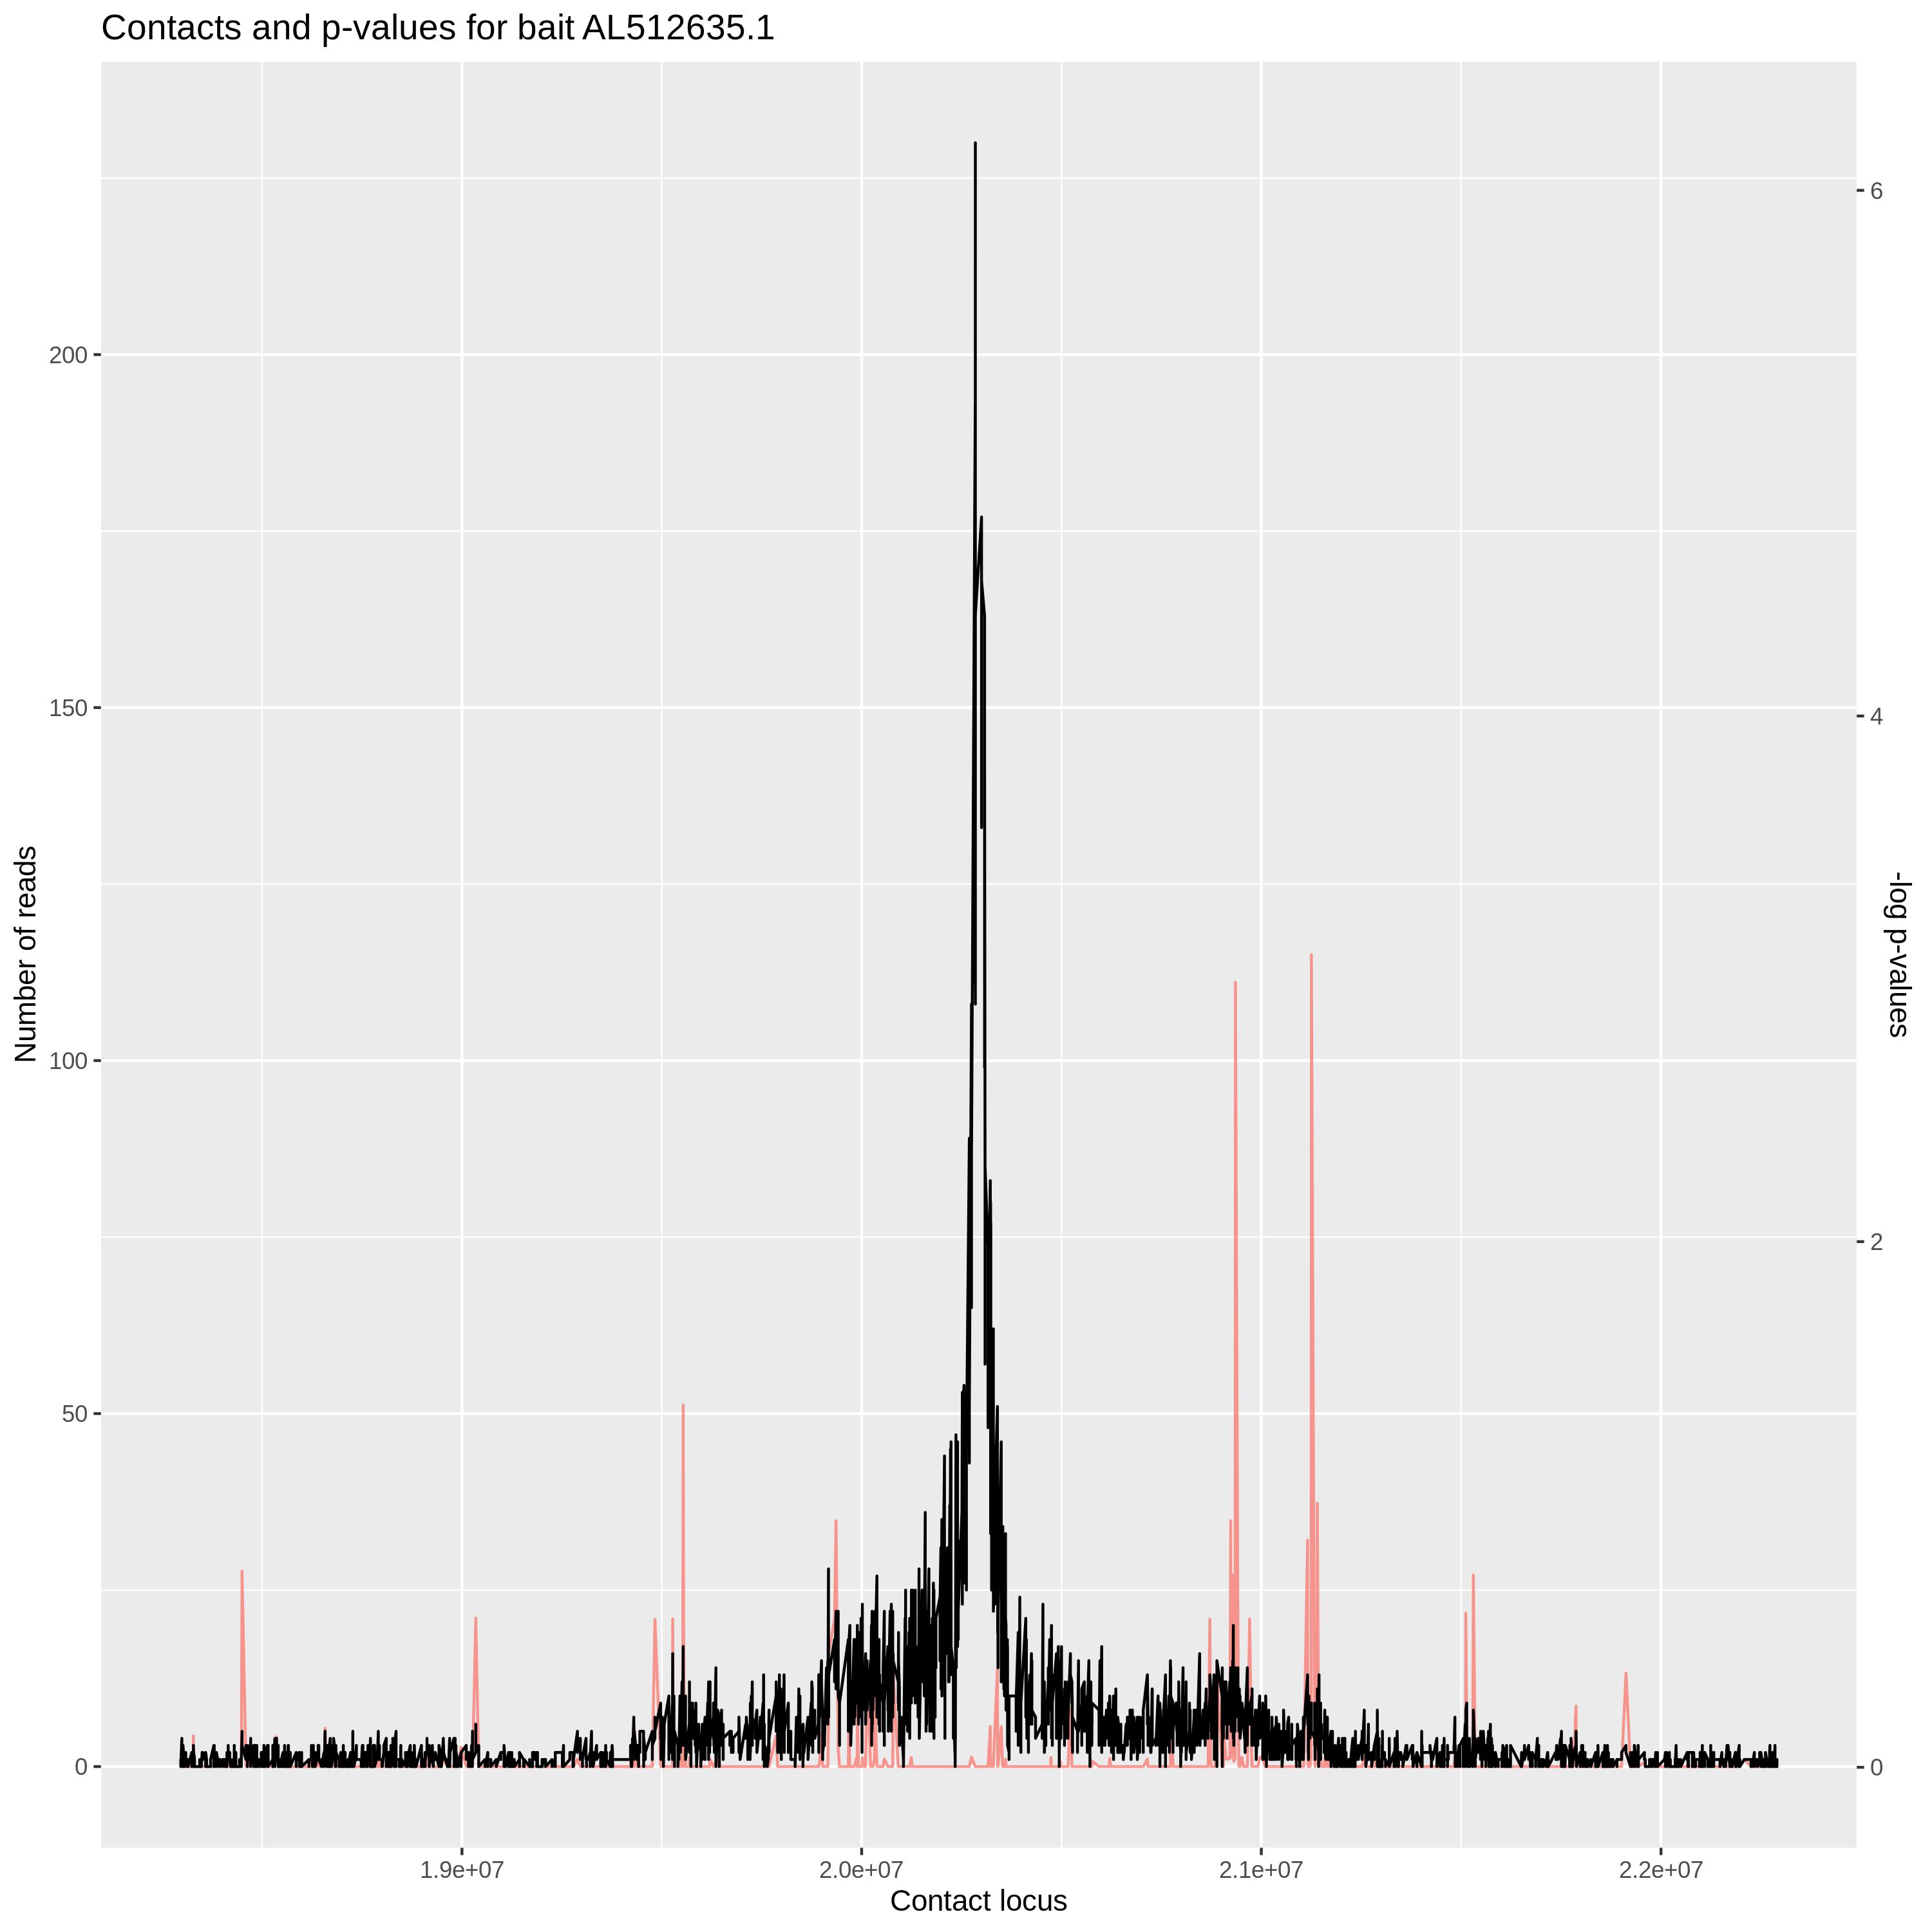 Contacts and p-values for bait AL512635.1
Number of reads
200
150
100
50
0
6
4
2
0
-log p-values
1.9e+07
2.0e+07
2.1e+07
2.2e+07
Contact locus